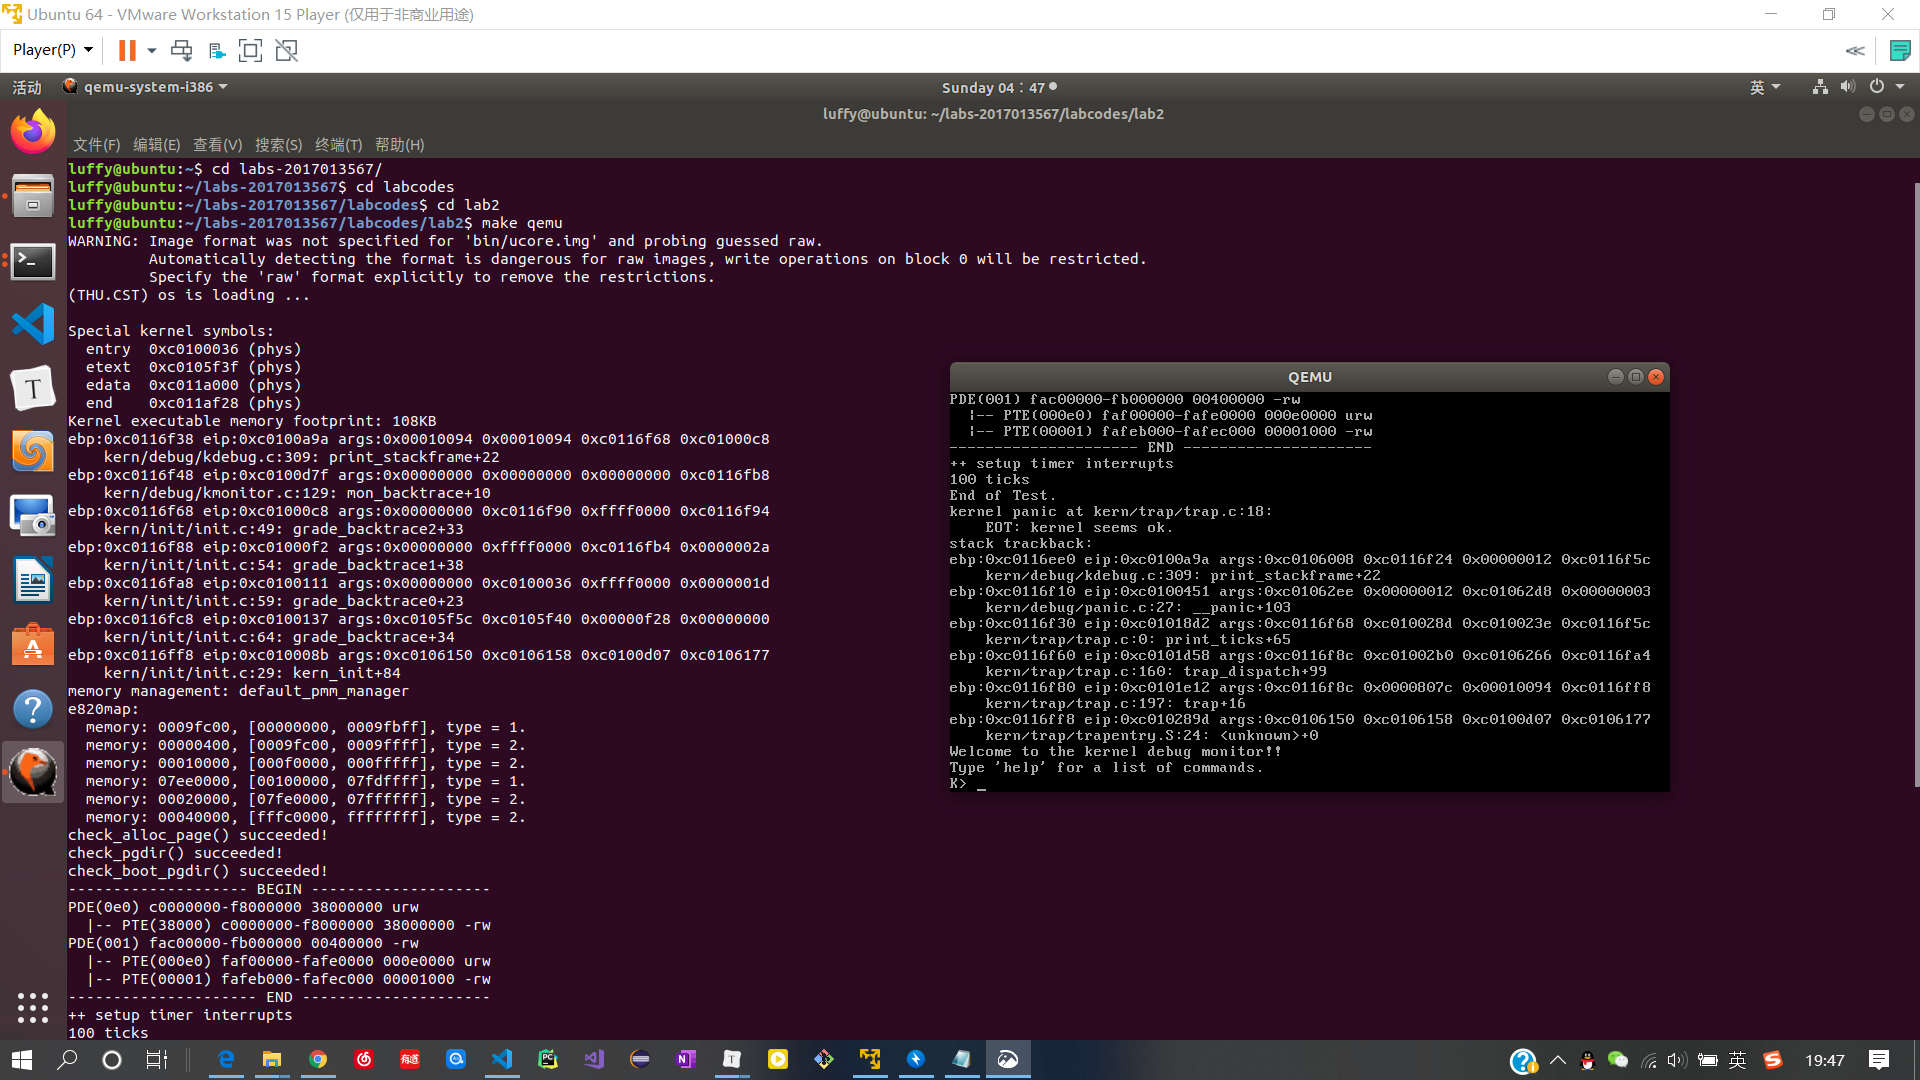 Ubuntu 64 - VMware Workstation 15 Player (仅用于非商业用途)
Player(P)
活动
qemu-system-i386
Sunday 04：47
英
luffy@ubuntu: ~/labs-2017013567/labcodes/lab2
文件(F) 编辑(E) 查看(V) 搜索(S) 终端(T) 帮助(H)
luffy@ubuntu:~$ cd labs-2017013567/
luffy@ubuntu:~/labs-2017013567$ cd labcodes
luffy@ubuntu:~/labs-2017013567/labcodes$ cd lab2
luffy@ubuntu:~/labs-2017013567/labcodes/lab2$ make qemu
WARNING: Image format was not specified for 'bin/ucore.img' and probing guessed raw.
Automatically detecting the format is dangerous for raw images, write operations on block 0 will be restricted.
Specify the 'raw' format explicitly to remove the restrictions.
(THU.CST) os is loading ...
Special kernel symbols:
entry  0xc0100036 (phys)
etext  0xc0105f3f (phys)
edata  0xc011a000 (phys)
end    0xc011af28 (phys)
Kernel executable memory footprint: 108KB
ebp:0xc0116f38 eip:0xc0100a9a args:0x00010094 0x00010094 0xc0116f68 0xc01000c8
kern/debug/kdebug.c:309: print_stackframe+22
ebp:0xc0116f48 eip:0xc0100d7f args:0x00000000 0x00000000 0x00000000 0xc0116fb8
kern/debug/kmonitor.c:129: mon_backtrace+10
ebp:0xc0116f68 eip:0xc01000c8 args:0x00000000 0xc0116f90 0xffff0000 0xc0116f94
kern/init/init.c:49: grade_backtrace2+33
ebp:0xc0116f88 eip:0xc01000f2 args:0x00000000 0xffff0000 0xc0116fb4 0x0000002a
kern/init/init.c:54: grade_backtrace1+38
ebp:0xc0116fa8 eip:0xc0100111 args:0x00000000 0xc0100036 0xffff0000 0x0000001d
kern/init/init.c:59: grade_backtrace0+23
ebp:0xc0116fc8 eip:0xc0100137 args:0xc0105f5c 0xc0105f40 0x00000f28 0x00000000
kern/init/init.c:64: grade_backtrace+34
ebp:0xc0116ff8 eip:0xc010008b args:0xc0106150 0xc0106158 0xc0100d07 0xc0106177
kern/init/init.c:29: kern_init+84
memory management: default_pmm_manager
e820map:
memory: 0009fc00, [00000000, 0009fbff], type = 1.
memory: 00000400, [0009fc00, 0009ffff], type = 2.
memory: 00010000, [000f0000, 000fffff], type = 2.
memory: 07ee0000, [00100000, 07fdffff], type = 1.
memory: 00020000, [07fe0000, 07ffffff], type = 2.
memory: 00040000, [fffc0000, ffffffff], type = 2.
check_alloc_page() succeeded!
check_pgdir() succeeded!
check_boot_pgdir() succeeded!
-------------------- BEGIN --------------------
PDE(0e0) c0000000-f8000000 38000000 urw
|-- PTE(38000) c0000000-f8000000 38000000 -rw
PDE(001) fac00000-fb000000 00400000 -rw
|-- PTE(000e0) faf00000-fafe0000 000e0000 urw
|-- PTE(00001) fafeb000-fafec000 00001000 -rw
--------------------- END ---------------------
++ setup timer interrupts
100 ticks
QEMU
PDE(001) fac00000-fb000000 00400000 -rw
|-- PTE(000e0) faf00000-fafe0000 000e0000 urw
|-- PTE(00001) fafeb000-fafec000 00001000 -rw
--------------------- END ---------------------
++ setup timer interrupts
100 ticks
End of Test.
kernel panic at kern/trap/trap.c:18:
EOT: kernel seems ok.
stack trackback:
ebp:0xc0116ee0 eip:0xc0100a9a args:0xc0106008 0xc0116f24 0x00000012 0xc0116f5c
kern/debug/kdebug.c:309: print_stackframe+22
ebp:0xc0116f10 eip:0xc0100451 args:0xc01062ee 0x00000012 0xc01062d8 0x00000003
kern/debug/panic.c:27: __panic+103
ebp:0xc0116f30 eip:0xc01018d2 args:0xc0116f68 0xc010028d 0xc010023e 0xc0116f5c
kern/trap/trap.c:0: print_ticks+65
ebp:0xc0116f60 eip:0xc0101d58 args:0xc0116f8c 0xc01002b0 0xc0106266 0xc0116fa4
kern/trap/trap.c:160: trap_dispatch+99
ebp:0xc0116f80 eip:0xc0101e12 args:0xc0116f8c 0x0000807c 0x00010094 0xc0116ff8
kern/trap/trap.c:197: trap+16
ebp:0xc0116ff8 eip:0xc010289d args:0xc0106150 0xc0106158 0xc0100d07 0xc0106177
kern/trap/trapentry.S:24: <unknown>+0
Welcome to the kernel debug monitor!!
Type 'help' for a list of commands.
K> _
有道
英
19:47